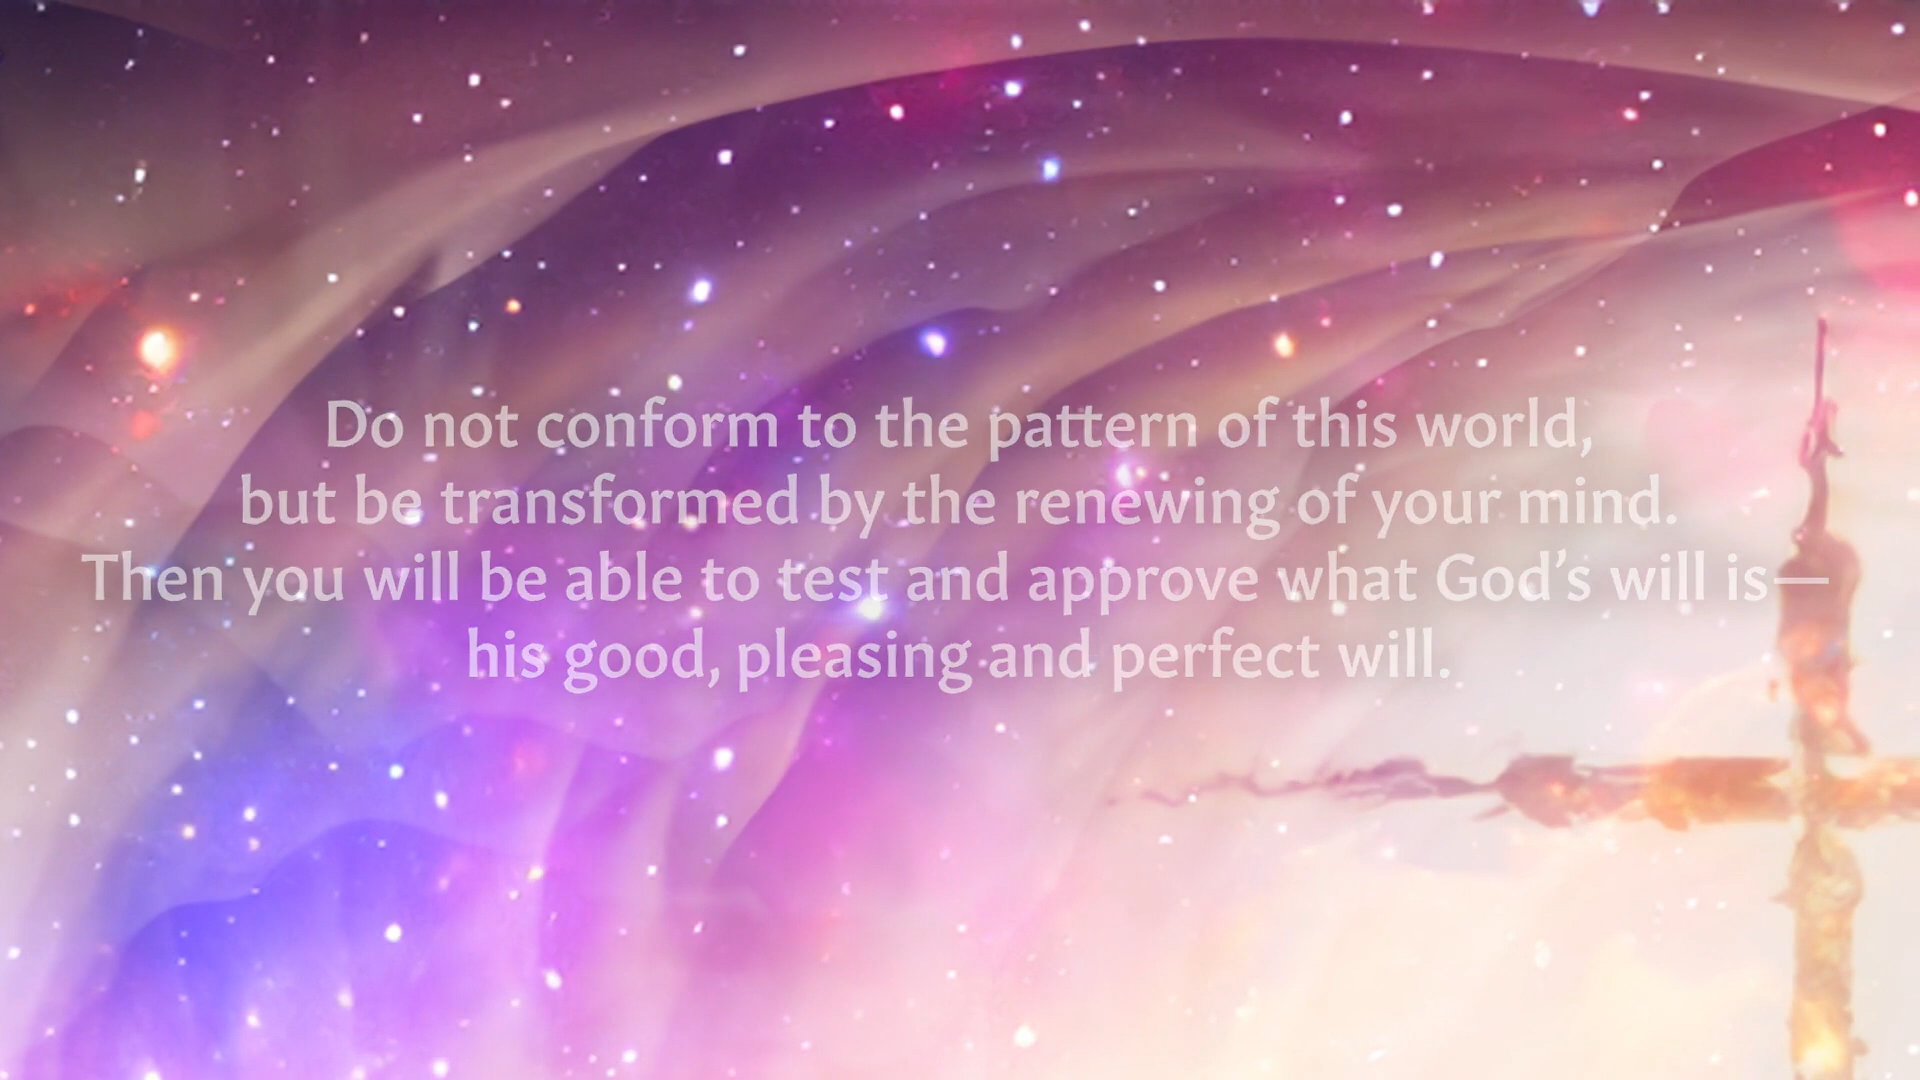 Do not conform to the pattern of this world,
but be transformed by the renewing of your mind.
Then you will be able to test and approve what God’s will is—
his good, pleasing and perfect will.